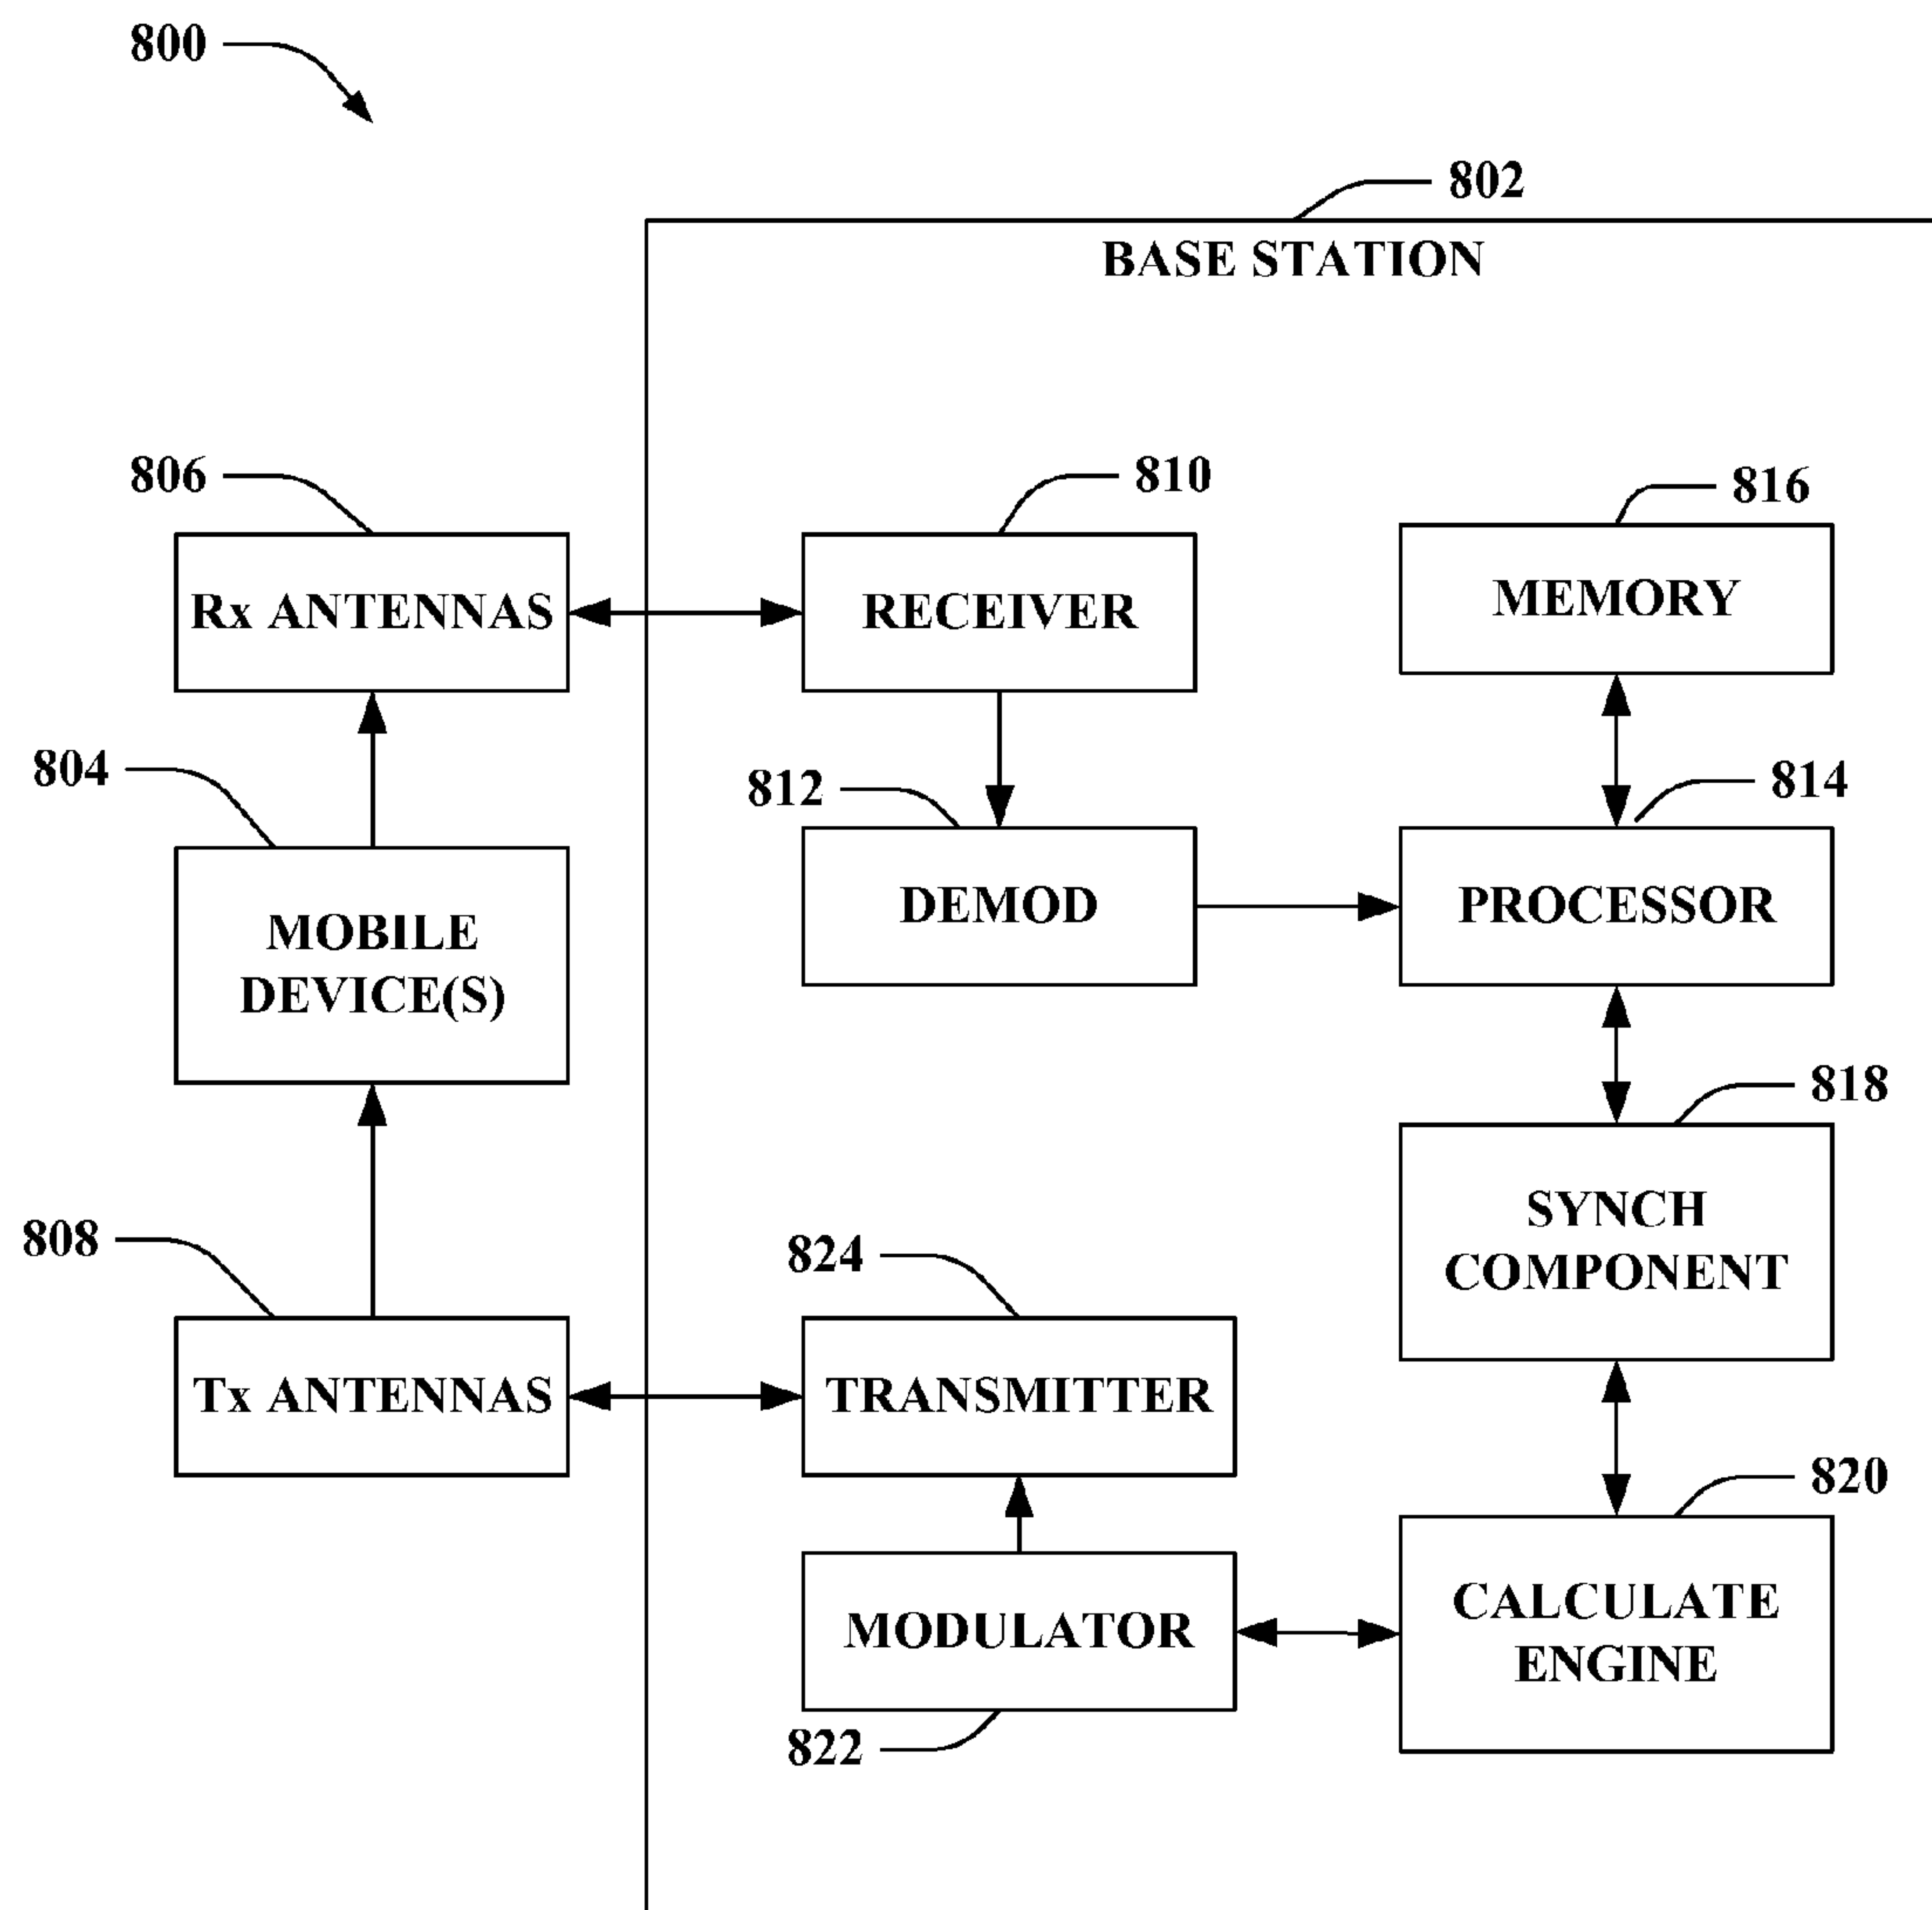 800
802
BASE STATION
806
810
816
Rx ANTENNAS
RECEIVER
MEMORY
804
812
814
MOBILE
DEVICE(S)
DEMOD
PROCESSOR
818
808
824
SYNCH
COMPONENT
Tx ANTENNAS
TRANSMITTER
820
MODULATOR
CALCULATE
ENGINE
822